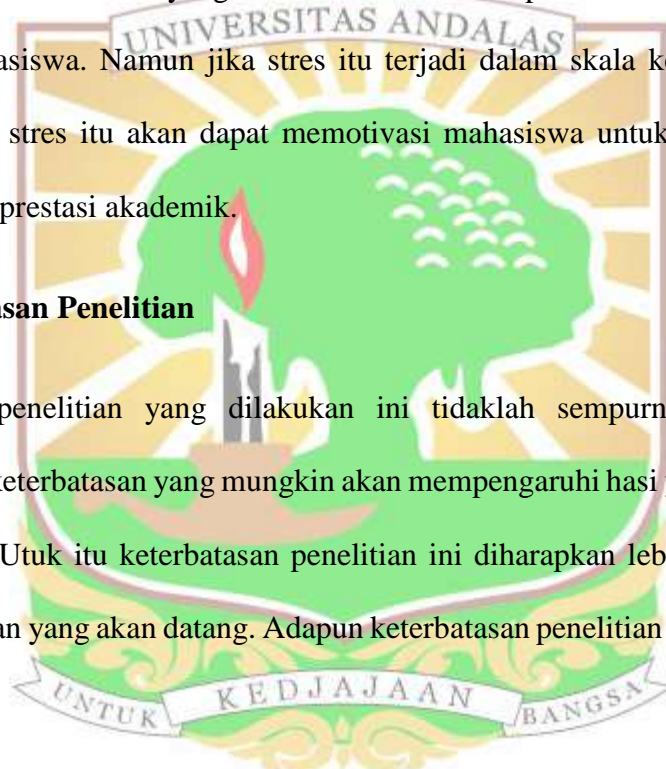 UNIVERSITAS ANDALAS
asiswa. Namun jika stres itu terjadi dalam skala
stres itu akan dapat memotivasi mahasiswa untuk
prestasi akademik.
asan Penelitian
penelitian yang dilakukan ini tidaklah sempurn
keterbatasan yang mungkin akan mempengaruhi hasi
Utuk itu keterbatasan penelitian ini diharapkan leb
an yang akan datang. Adapun keterbatasan penelitian
UNTUK KEDJAJAAN BANGSA